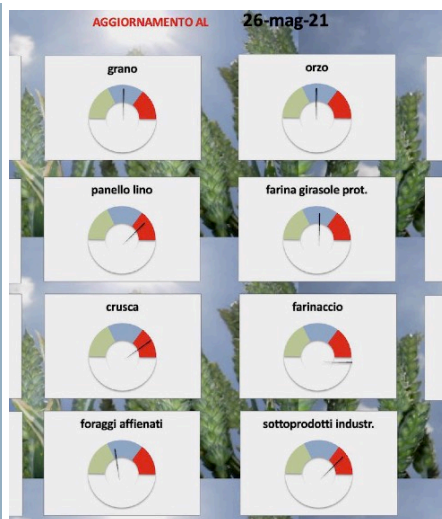 AGGIORNAMENTO AL 26-mag-21
grano orzo
panello lino farina girasole prot.
crusca farinaccio
foraggi affienati sottoprodotti industr.